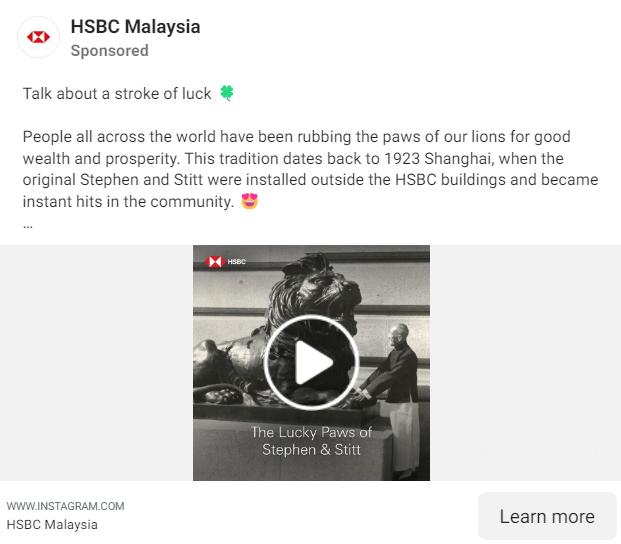 HSBC Malaysia
Sponsored
Talk about a stroke of luck 🍀
People all across the world have been rubbing the paws of our lions for good
wealth and prosperity. This tradition dates back to 1923 Shanghai, when the
original Stephen and Stitt were installed outside the HSBC buildings and became
instant hits in the community. 😍
...
HSBC
The Lucky Paws of
Stephen & Stitt
WWW.INSTAGRAM.COM
HSBC Malaysia
Learn more